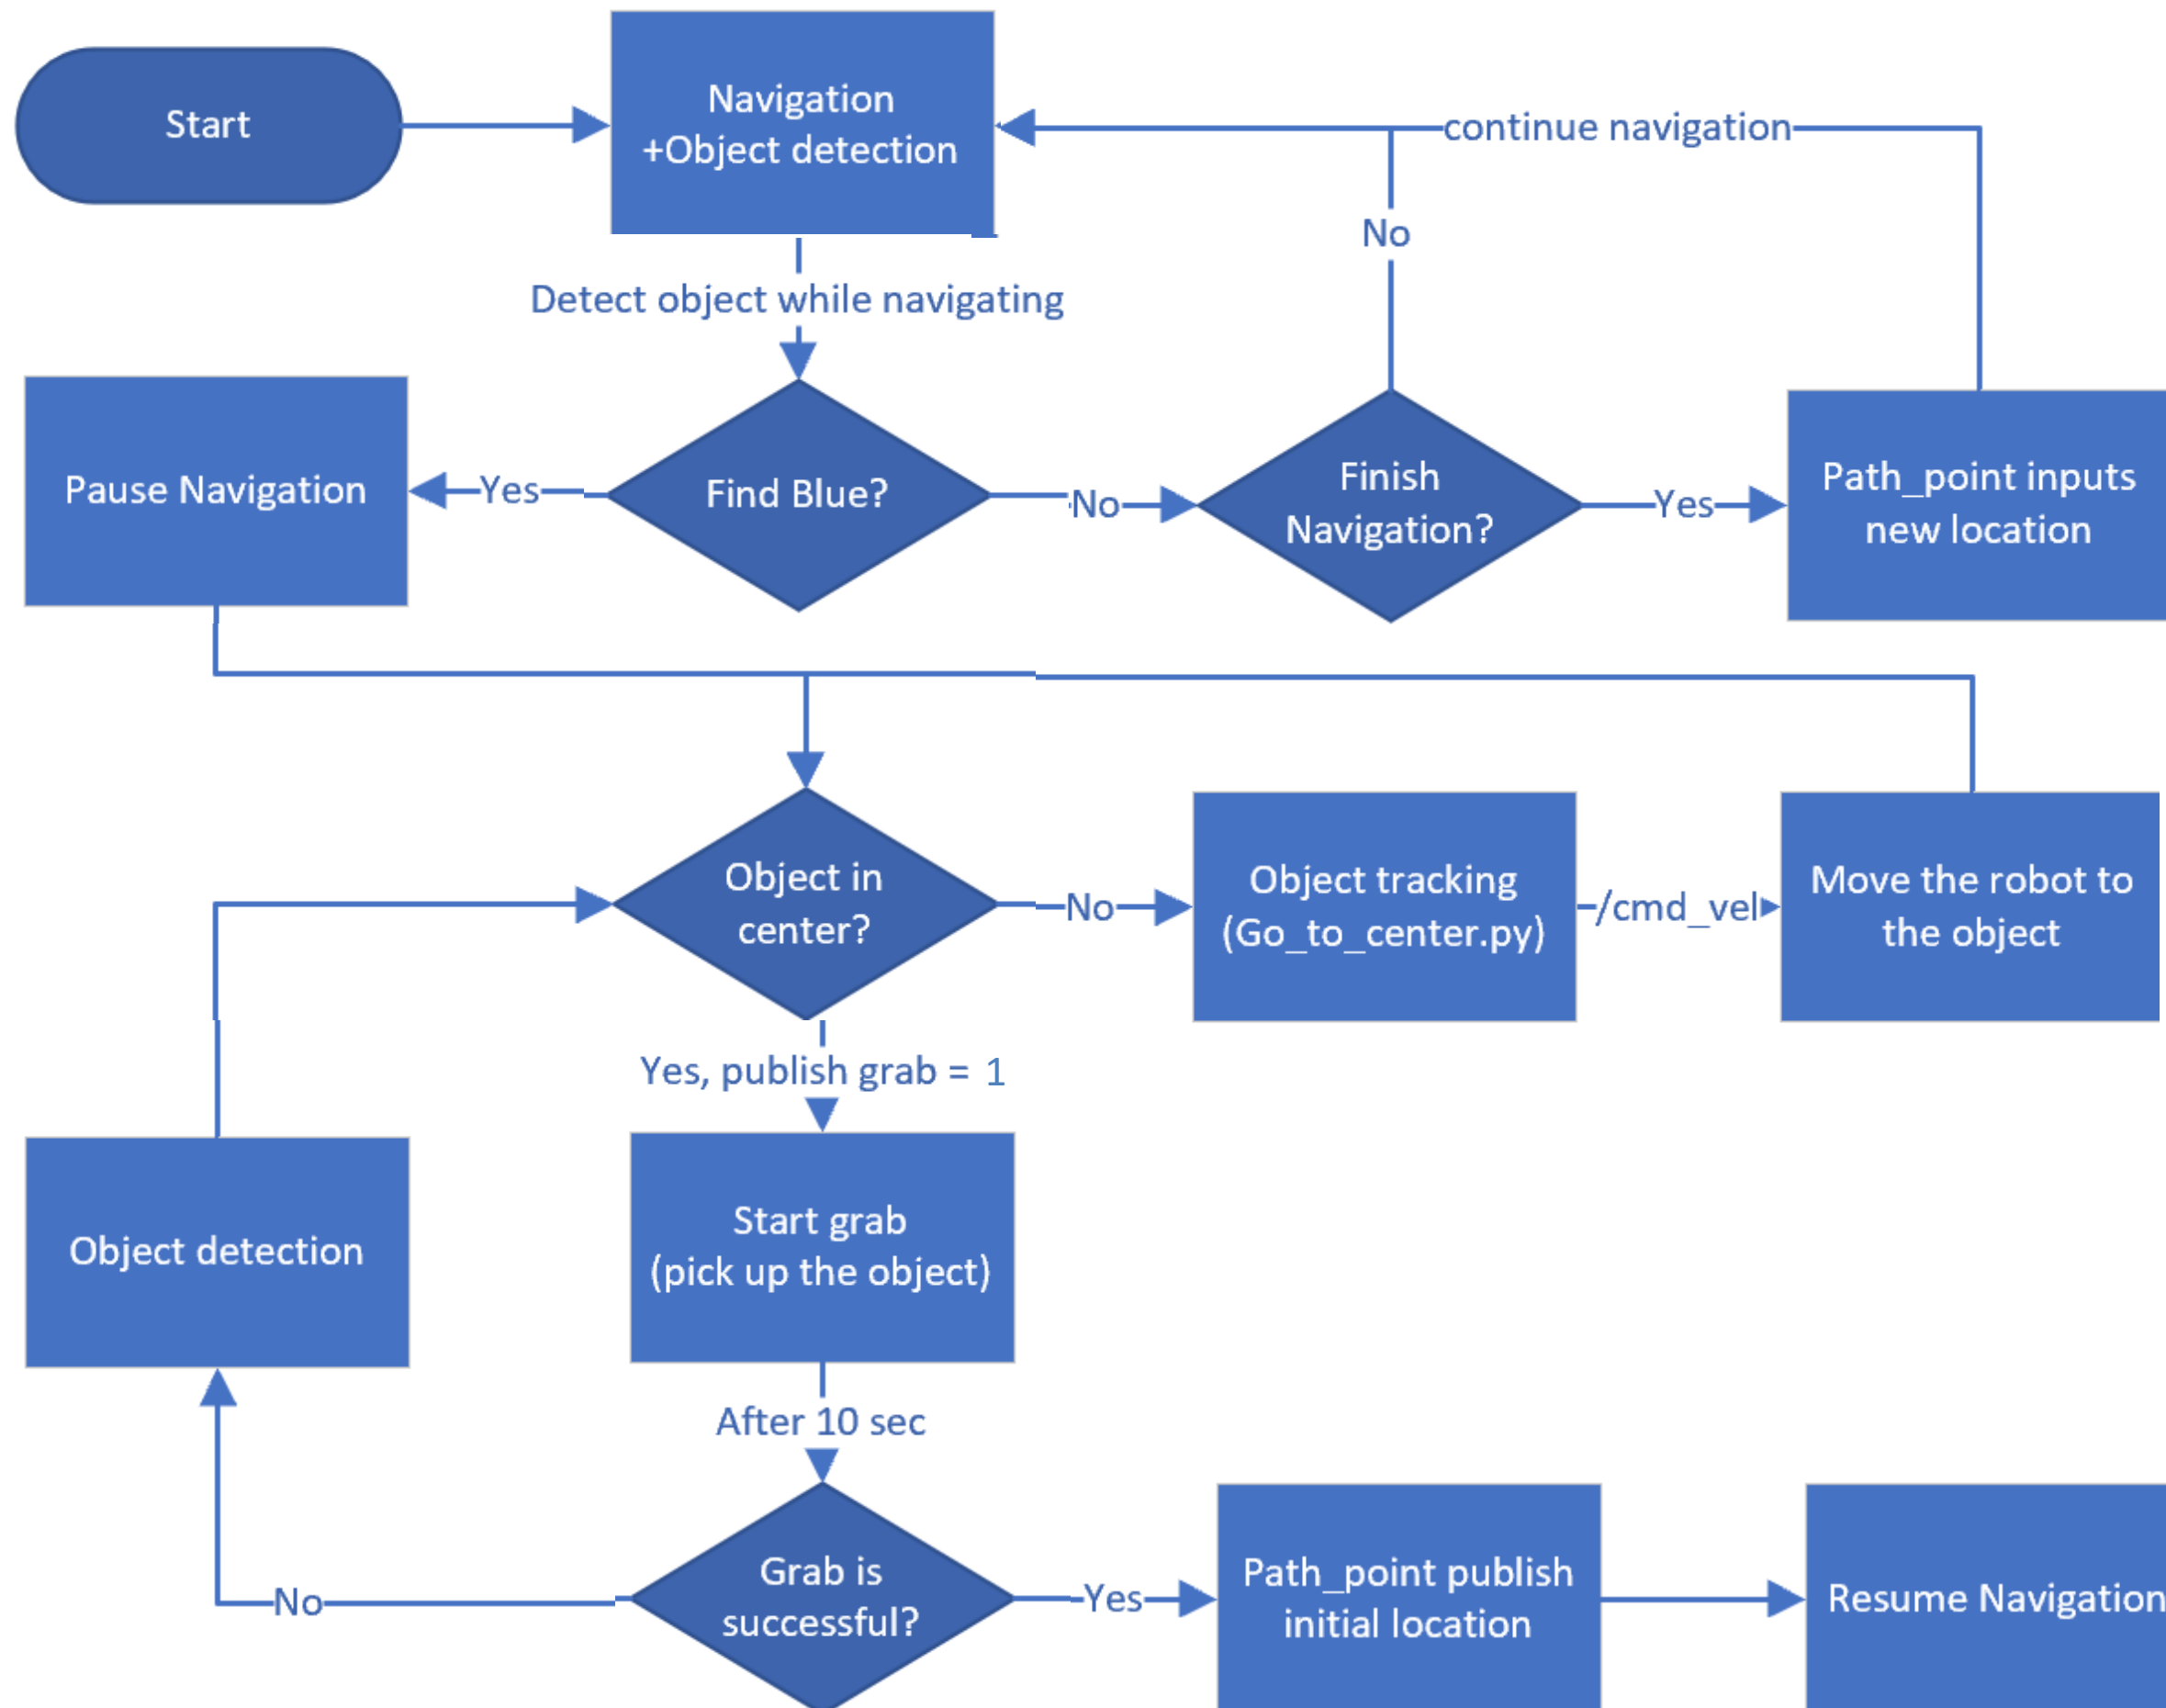 Start
Navigation
+Object detection
continue navigation
No
Detect object while navigating
Pause Navigation
Yes
Find Blue?
No
Finish
Navigation?
Yes
Path_point inputs
new location
Object in
center?
No
Object tracking
(Go_to_center.py)
/cmd_vel
Move the robot to
the object
Yes, publish grab = 1
Object detection
Start grab
(pick up the object)
After 10 sec
No
Grab is
successful?
Yes
Path_point publish
initial location
Resume Navigation